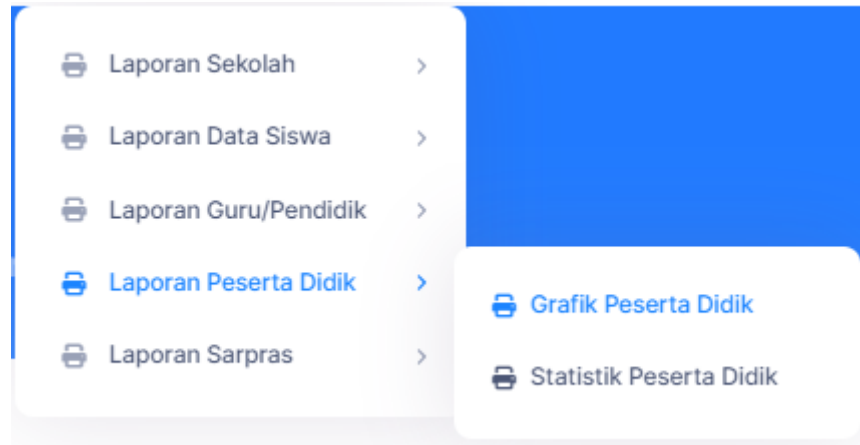 Laporan Sekolah
Laporan Data Siswa
Laporan Guru/Pendidik
Laporan Peserta Didik
Laporan Sarpras
Grafik Peserta Didik
Statistik Peserta Didik